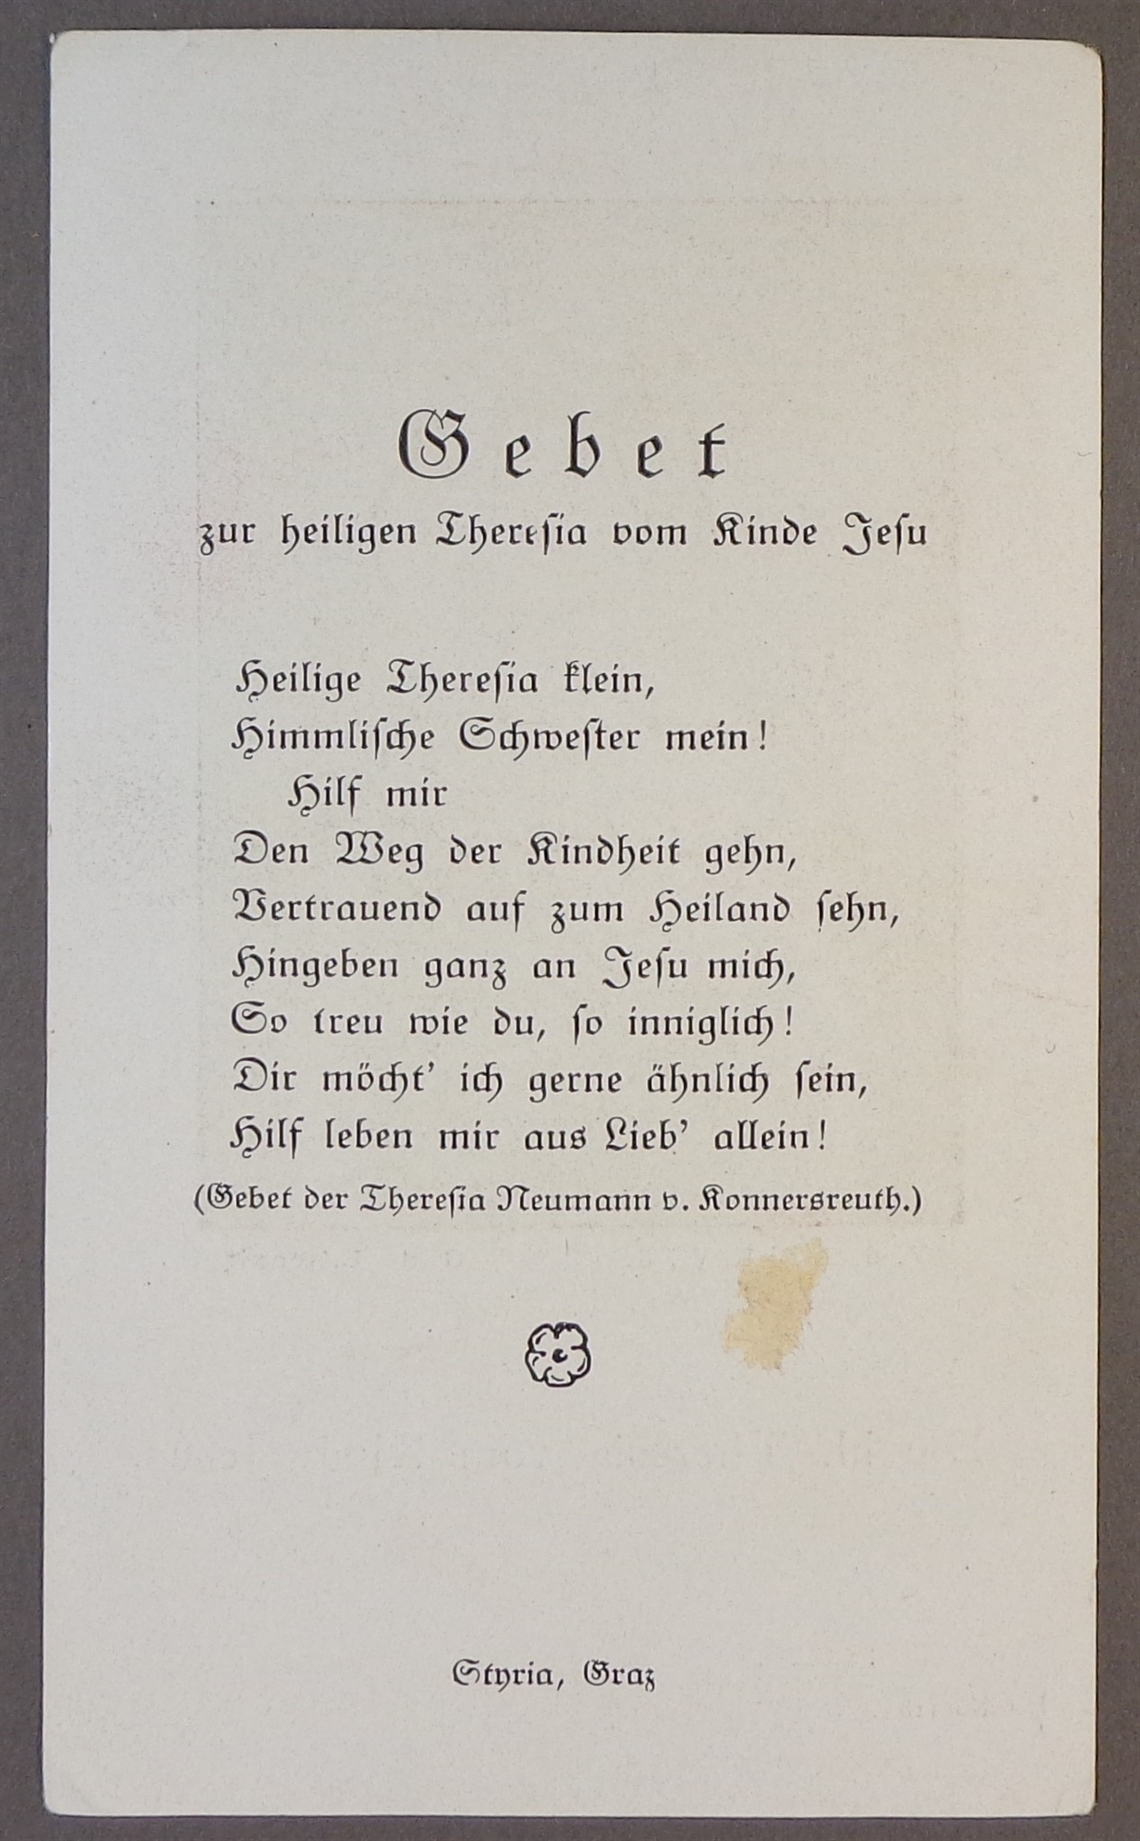 Gebet
zur heiligen Thereſia vom Kinde Jeſu
Heilige Thereſia klein,
Himmliſche Schweſter mein!
Hilf mir
Den Weg der Kindheit gehn,
Vertrauend auf zum Heiland ſehn,
Hingeben ganz an Jeſu mich,
So treu wie du, ſo inniglich!
Dir möcht’ ich gerne ähnlich ſein,
Hilf leben mir aus Lieb’ allein!
(Gebet der Thereſia Neumann v. Konnersreuth.)
Styria, Graz